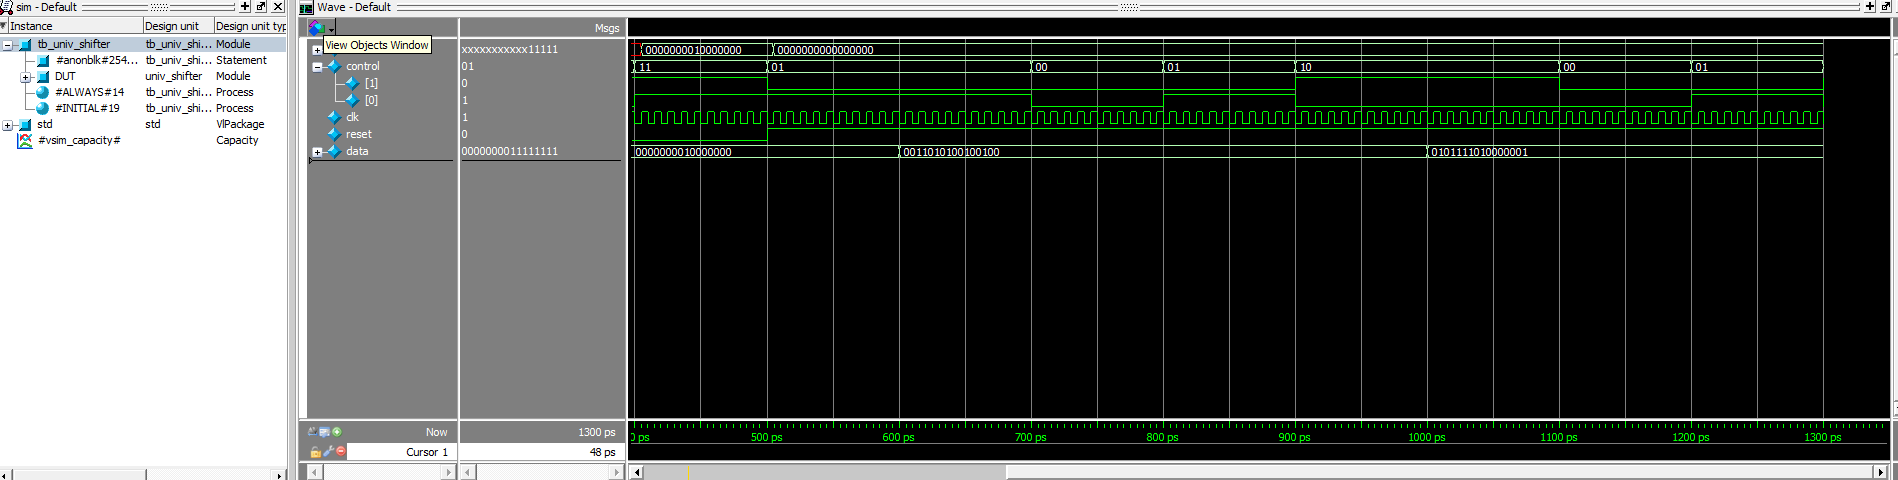 sim - Default
Instance Design unit Design unit typ
tb_univ_shifter tb_univ_shi... Module
#anonblk#254... tb_univ_shi... Statement
DUT univ_shifter Module
#ALWAYS#14 tb_univ_shi... Process
#INITIAL#19 tb_univ_shi... Process
std std VlPackage
#vsim_capacity# Capacity
Wave - Default
Msgs
View Objects Window
xxxxxxxxxxx11111 0000000010000000 0000000000000000
control 01 11 01 00 01 10 00 01
[1] 0
[0] 1
clk 1
reset 0
data 0000000011111111 0000000010000000 0011010100100100 0101111010000001
Now 1300 ps 0 ps 500 ps 600 ps 700 ps 800 ps 900 ps 1000 ps 1100 ps 1200 ps 1300 ps
Cursor 1 48 ps